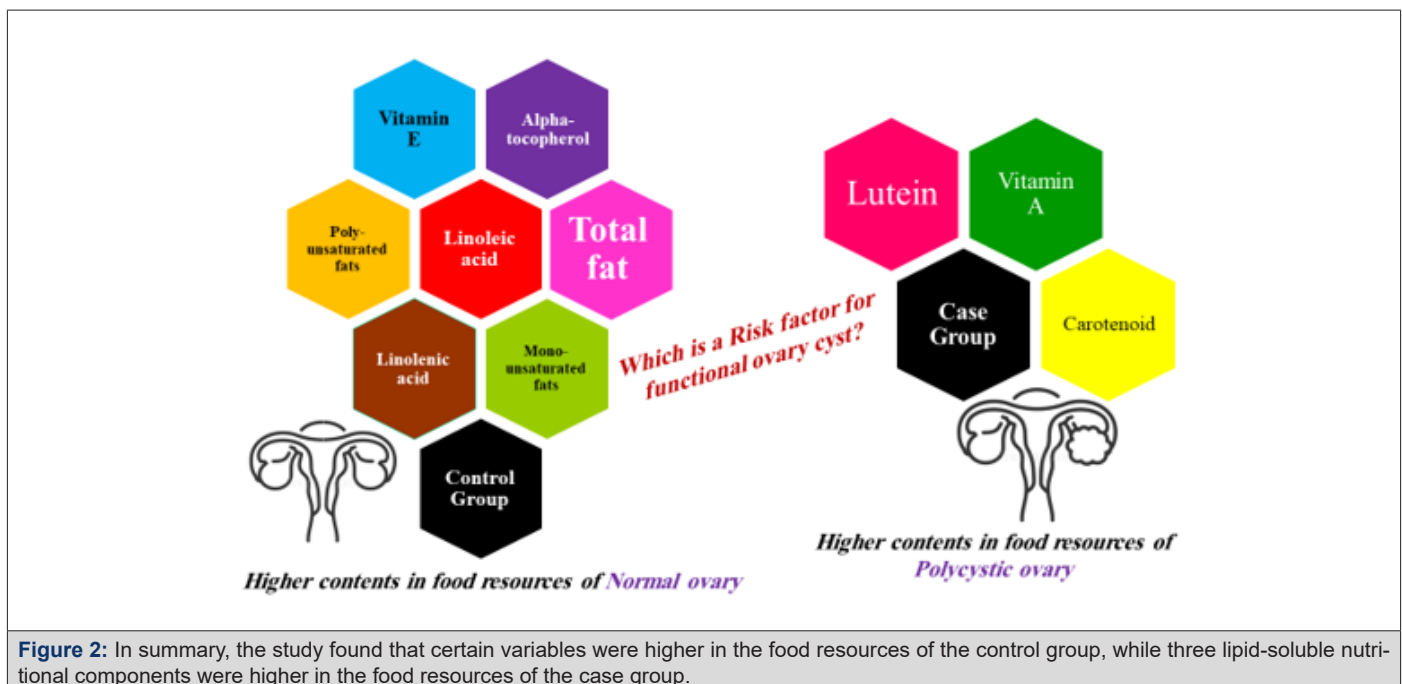 Vitamin
E
Alpha-
tocopherol
Poly-
unsaturated
fats
Linoleic
acid
Total
fat
Linolenic
acid
Mono-
unsaturated
fats
Control
Group
Higher contents in food resources of Normal ovary
Which is a Risk factor for
functional ovary cyst?
Lutein
Vitamin
A
Case
Group
Carotenoid
Higher contents in food resources of
Polycystic ovary
Figure 2: In summary, the study found that certain variables were higher in the food resources of the control group, while three lipid-soluble nutri-
tional components were higher in the food resources of the case group.